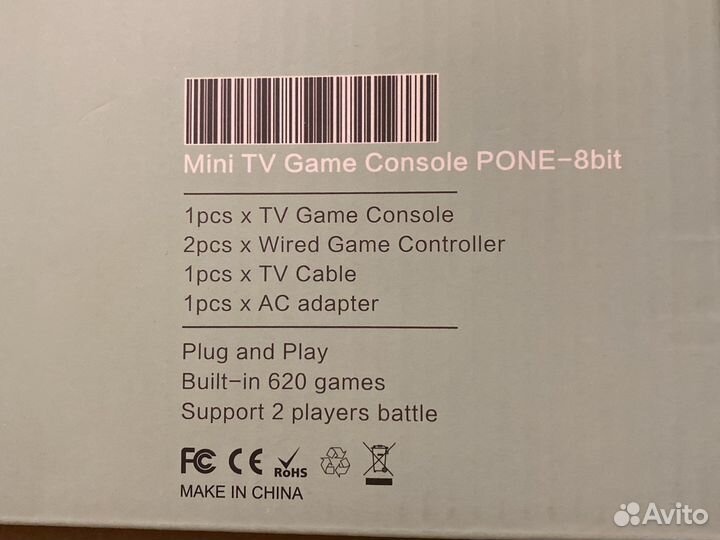 Mini TV Game Console PONE-8bit
1pcs x TV Game Console
2pcs x Wired Game Controller
1pcs x TV Cable
1pcs x AC adapter
Plug and Play
Built-in 620 games
Support 2 players battle
FC CE RoHS
MAKE IN CHINA
Avito